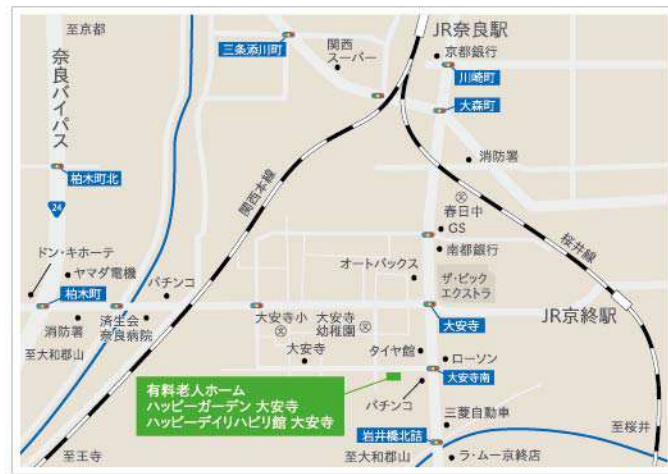 至京都
奈良バイパス
三条添川町
関西
スーパー
JR奈良駅
京都銀行
川崎町
大森町
消防署
柏木町北
24
関西本線
春日中
GS
桜井線
南都銀行
オートバックス
ザ・ビック
エクストラ
ドン・キホーテ
ヤマダ電機
パチンコ
柏木町
消防署
済生会
奈良病院
至大和郡山
大安寺小
大安寺
幼稚園
大安寺
JR京終駅
大安寺
タイヤ館
ローソン
大安寺南
パチンコ
有料老人ホーム
ハッピーガーデン 大安寺
ハッピーデイリハビリ館 大安寺
三菱自動車
至桜井
岩井橋北詰
至王寺
至大和郡山
ラ・ムー京終店